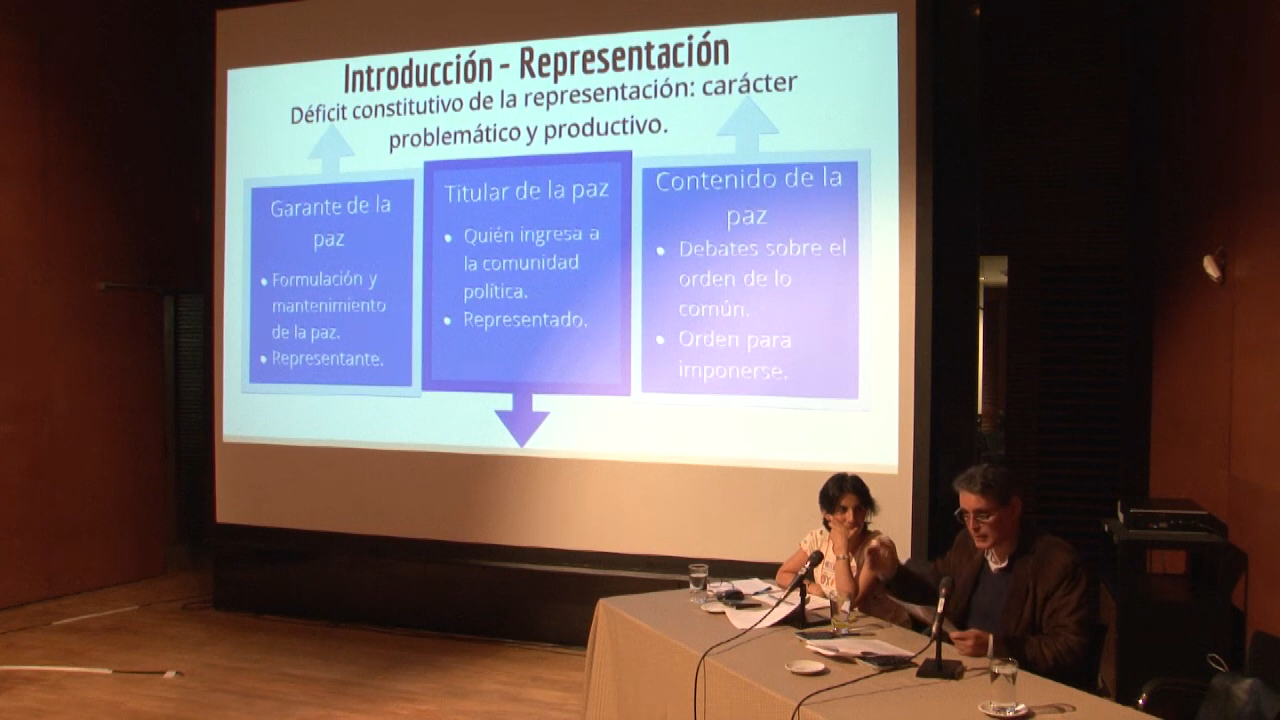 Introducción - Representación
Déficit constitutivo de la representación: carácter
problemático y productivo.
Garante de la
paz
• Formulación y
mantenimiento
de la paz.
• Representante.
Titular de la paz
• Quién ingresa a
la comunidad
política.
• Representado.
Contenido de la
paz
• Debates sobre el
orden de lo
común.
• Orden para
imponerse.